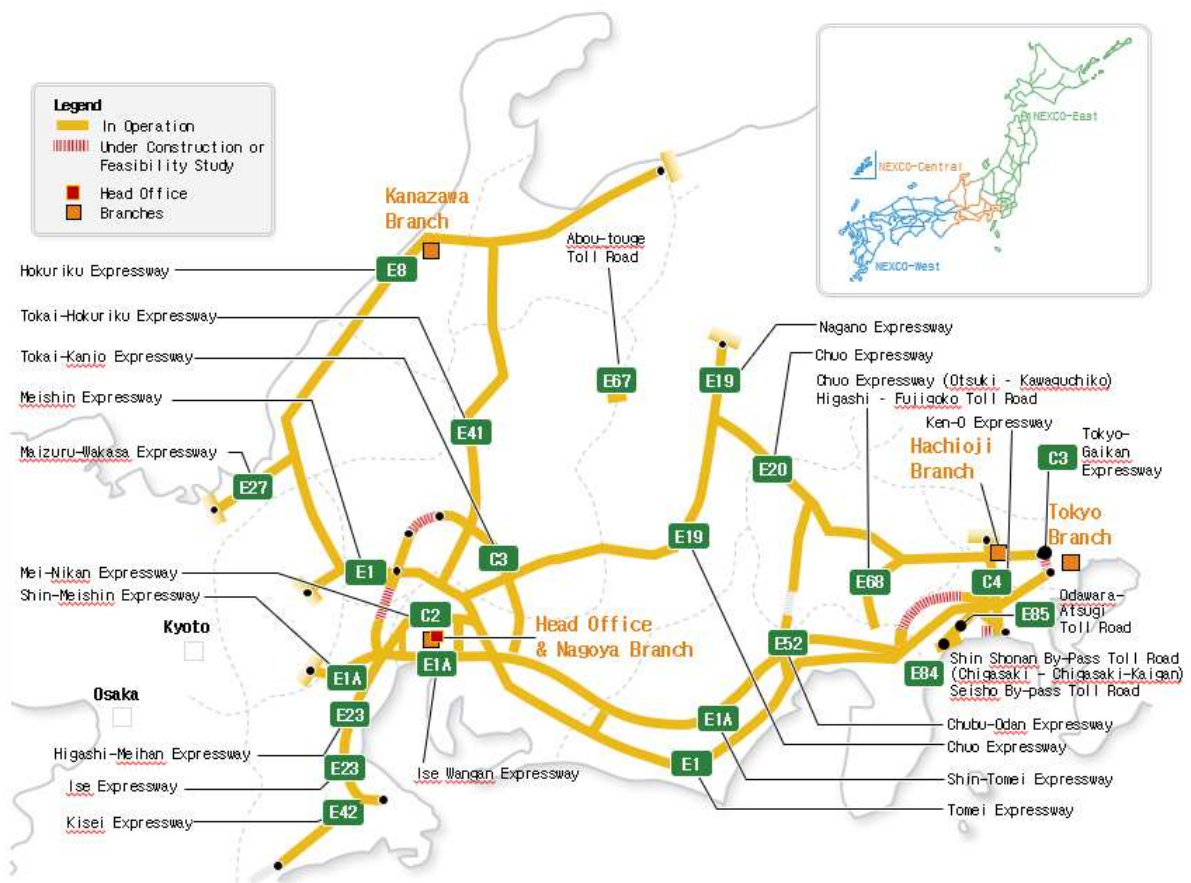 Legend
In Operation
Under Construction or
Feasibility Study
Head Office
Branches
NEXCO-East
NEXCO-Central
NEXCO-West
Kanazawa
Branch
Abou-touge
Toll Road
Hokuriku Expressway
E8
Tokai-Hokuriku Expressway
Tokai-Kanjo Expressway
Meishin Expressway
Maizuru-Wakasa Expressway
E27
E41
E67
E19
Nagano Expressway
Chuo Expressway
Chuo Expressway (Otsuki - Kawaguchiko)
Higashi - Fujigoko Toll Road
Ken-O Expressway
Hachioji
Branch
C3
Tokyo-
Gaikan
Expressway
E20
Tokyo
Branch
E19
C3
E1
E68
C4
Mei-Nikan Expressway
Shin-Meishin Expressway
C2
Kyoto
Head Office
& Nagoya Branch
E1A
E1A
E52
E85
Odawara-
Atsugi
Toll Road
E84
Shin Shonan By-Pass Toll Road
(Chigasaki - Chigasaki-Kaigan)
Seisho By-pass Toll Road
Osaka
E23
E1A
Chubu-Odan Expressway
Higashi-Meihan Expressway
E23
Ise Wangan Expressway
E1
Chuo Expressway
Ise Expressway
Shin-Tomei Expressway
Kisei Expressway
E42
Tomei Expressway